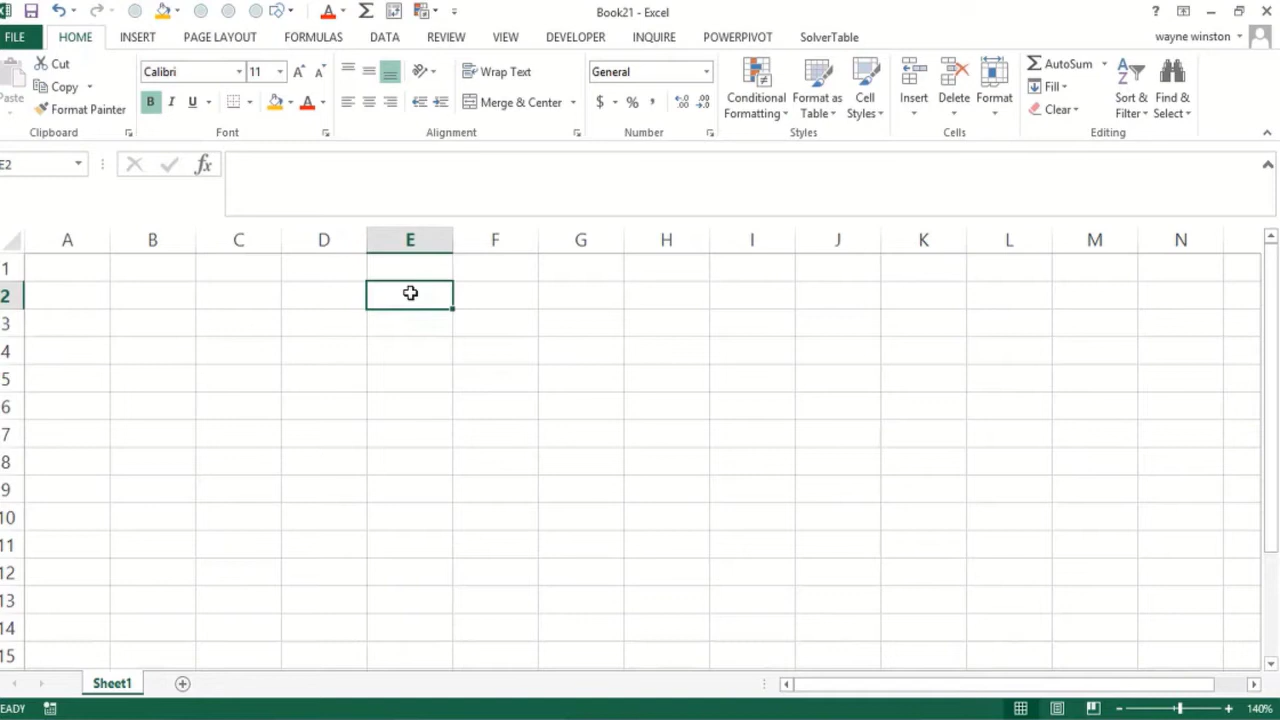 Book21 - Excel
?
FILE HOME INSERT PAGE LAYOUT FORMULAS DATA REVIEW VIEW DEVELOPER INQUIRE POWERPIVOT SolverTable wayne winston
Cut Calibri 11 Wrap Text General AutoSum
Paste Copy Conditional Formatting Format as Table Cell Styles Insert Delete Format Fill Sort & Filter Find & Select
Format Painter B I U Merge & Center $ % , Clear
Clipboard Font Alignment Number Styles Cells Editing
E2 fx
A B C D E F G H I J K L M N
1
2
3
4
5
6
7
8
9
10
11
12
13
14
15
Sheet1
EADY 140%